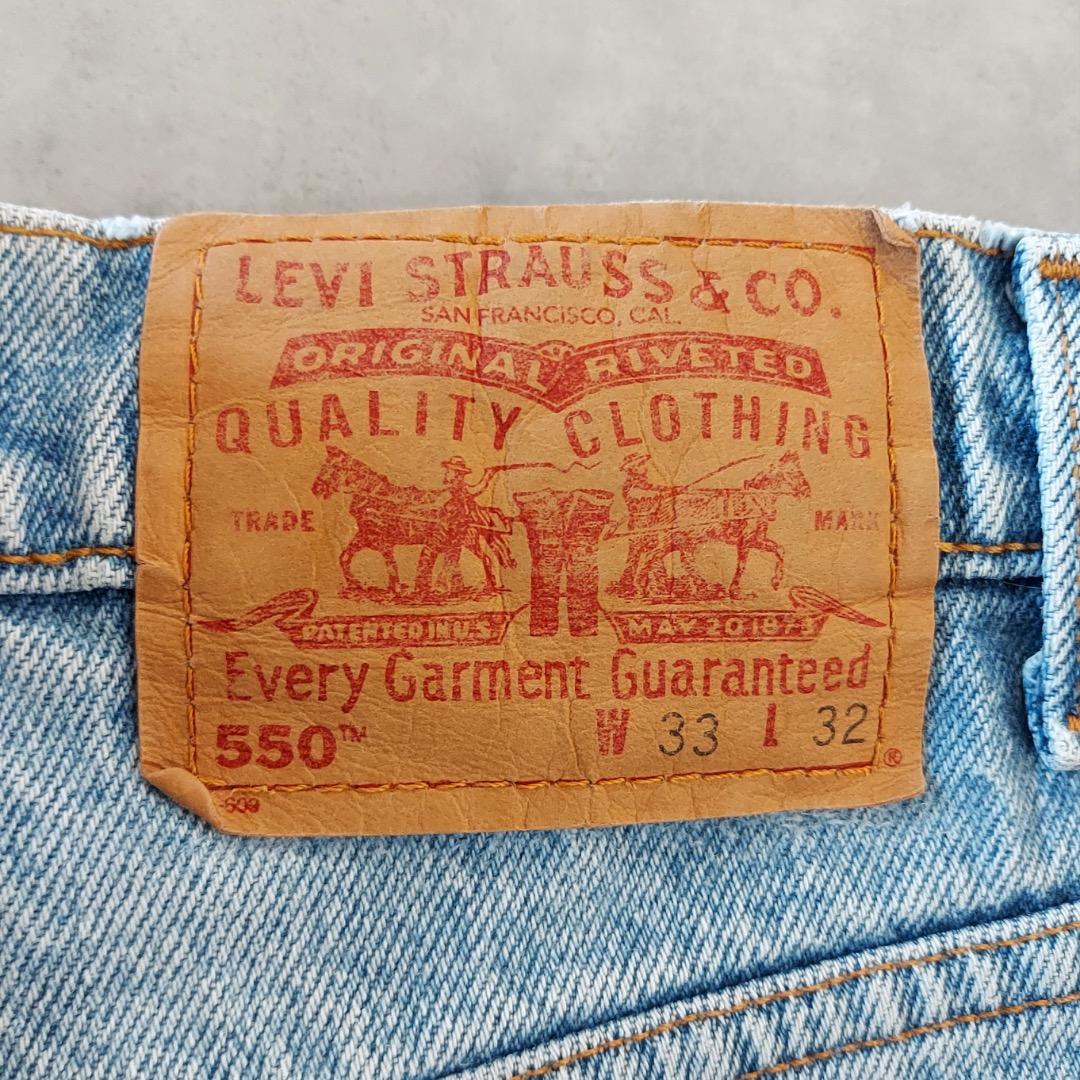 LEVI STRAUSS & CO.
SAN FRANCISCO, CAL.
ORIGINAL RIVETED
QUALITY CLOTHING
TRADE MARK
PATENTED IN U.S. MAY 20 1873
Every Garment Guaranteed
550™ W 33 L 32
®